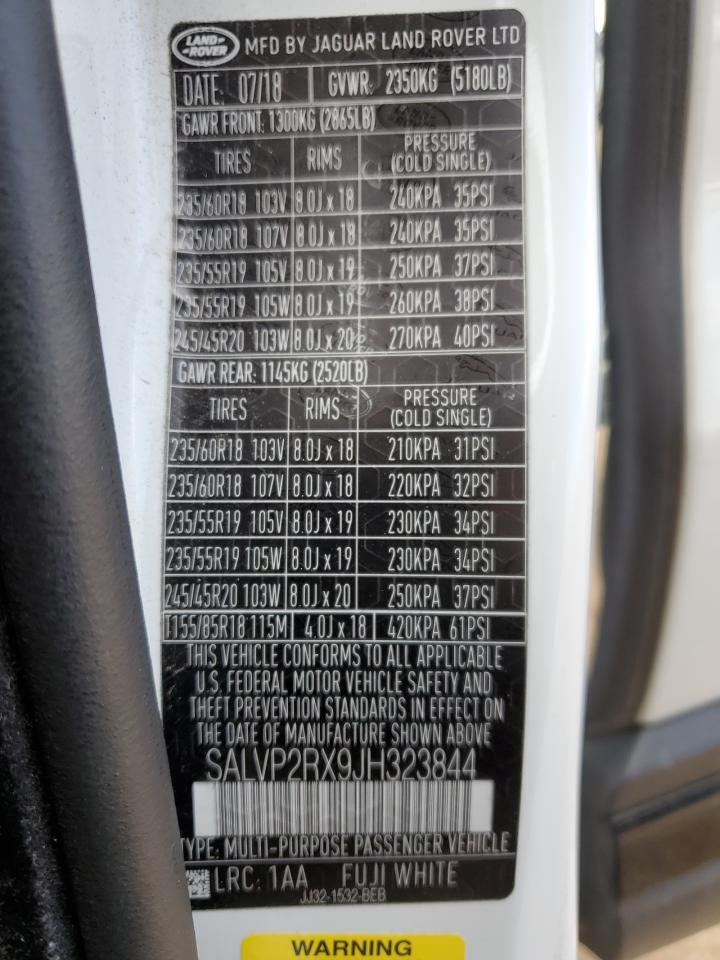 LAND-ROVER MFD BY JAGUAR LAND ROVER LTD
DATE: 07/18 GVWR: 2350KG (5180LB)
GAWR FRONT: 1300KG (2865LB)
TIRES RIMS PRESSURE (COLD SINGLE)
235/60R18 103V 8.0J x 18 240KPA 35PSI
235/60R18 107V 8.0J x 18 240KPA 35PSI
235/55R19 105V 8.0J x 19 250KPA 37PSI
235/55R19 105W 8.0J x 19 260KPA 38PSI
245/45R20 103W 8.0J x 20 270KPA 40PSI
GAWR REAR: 1145KG (2520LB)
TIRES RIMS PRESSURE (COLD SINGLE)
235/60R18 103V 8.0J x 18 210KPA 31PSI
235/60R18 107V 8.0J x 18 220KPA 32PSI
235/55R19 105V 8.0J x 19 230KPA 34PSI
235/55R19 105W 8.0J x 19 230KPA 34PSI
245/45R20 103W 8.0J x 20 250KPA 37PSI
T155/85R18 115M 4.0J x 18 420KPA 61PSI
THIS VEHICLE CONFORMS TO ALL APPLICABLE
U.S. FEDERAL MOTOR VEHICLE SAFETY AND
THEFT PREVENTION STANDARDS IN EFFECT ON
THE DATE OF MANUFACTURE SHOWN ABOVE
SALVP2RX9JH323844
TYPE: MULTI-PURPOSE PASSENGER VEHICLE
LRC: 1AA FUJI WHITE
JJ32-1532-BEB
WARNING